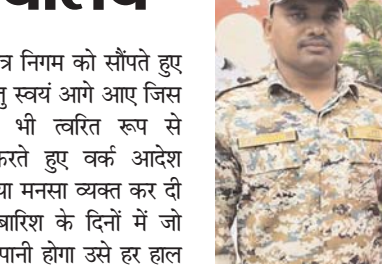 त्र निगम को सौंपते हुए
तु स्वयं आगे आए जिस
भी त्वरित रूप से
करते हुए वर्क आदेश
या मनसा व्यक्त कर दी
बारिश के दिनों में जो
पानी होगा उसे हर हाल